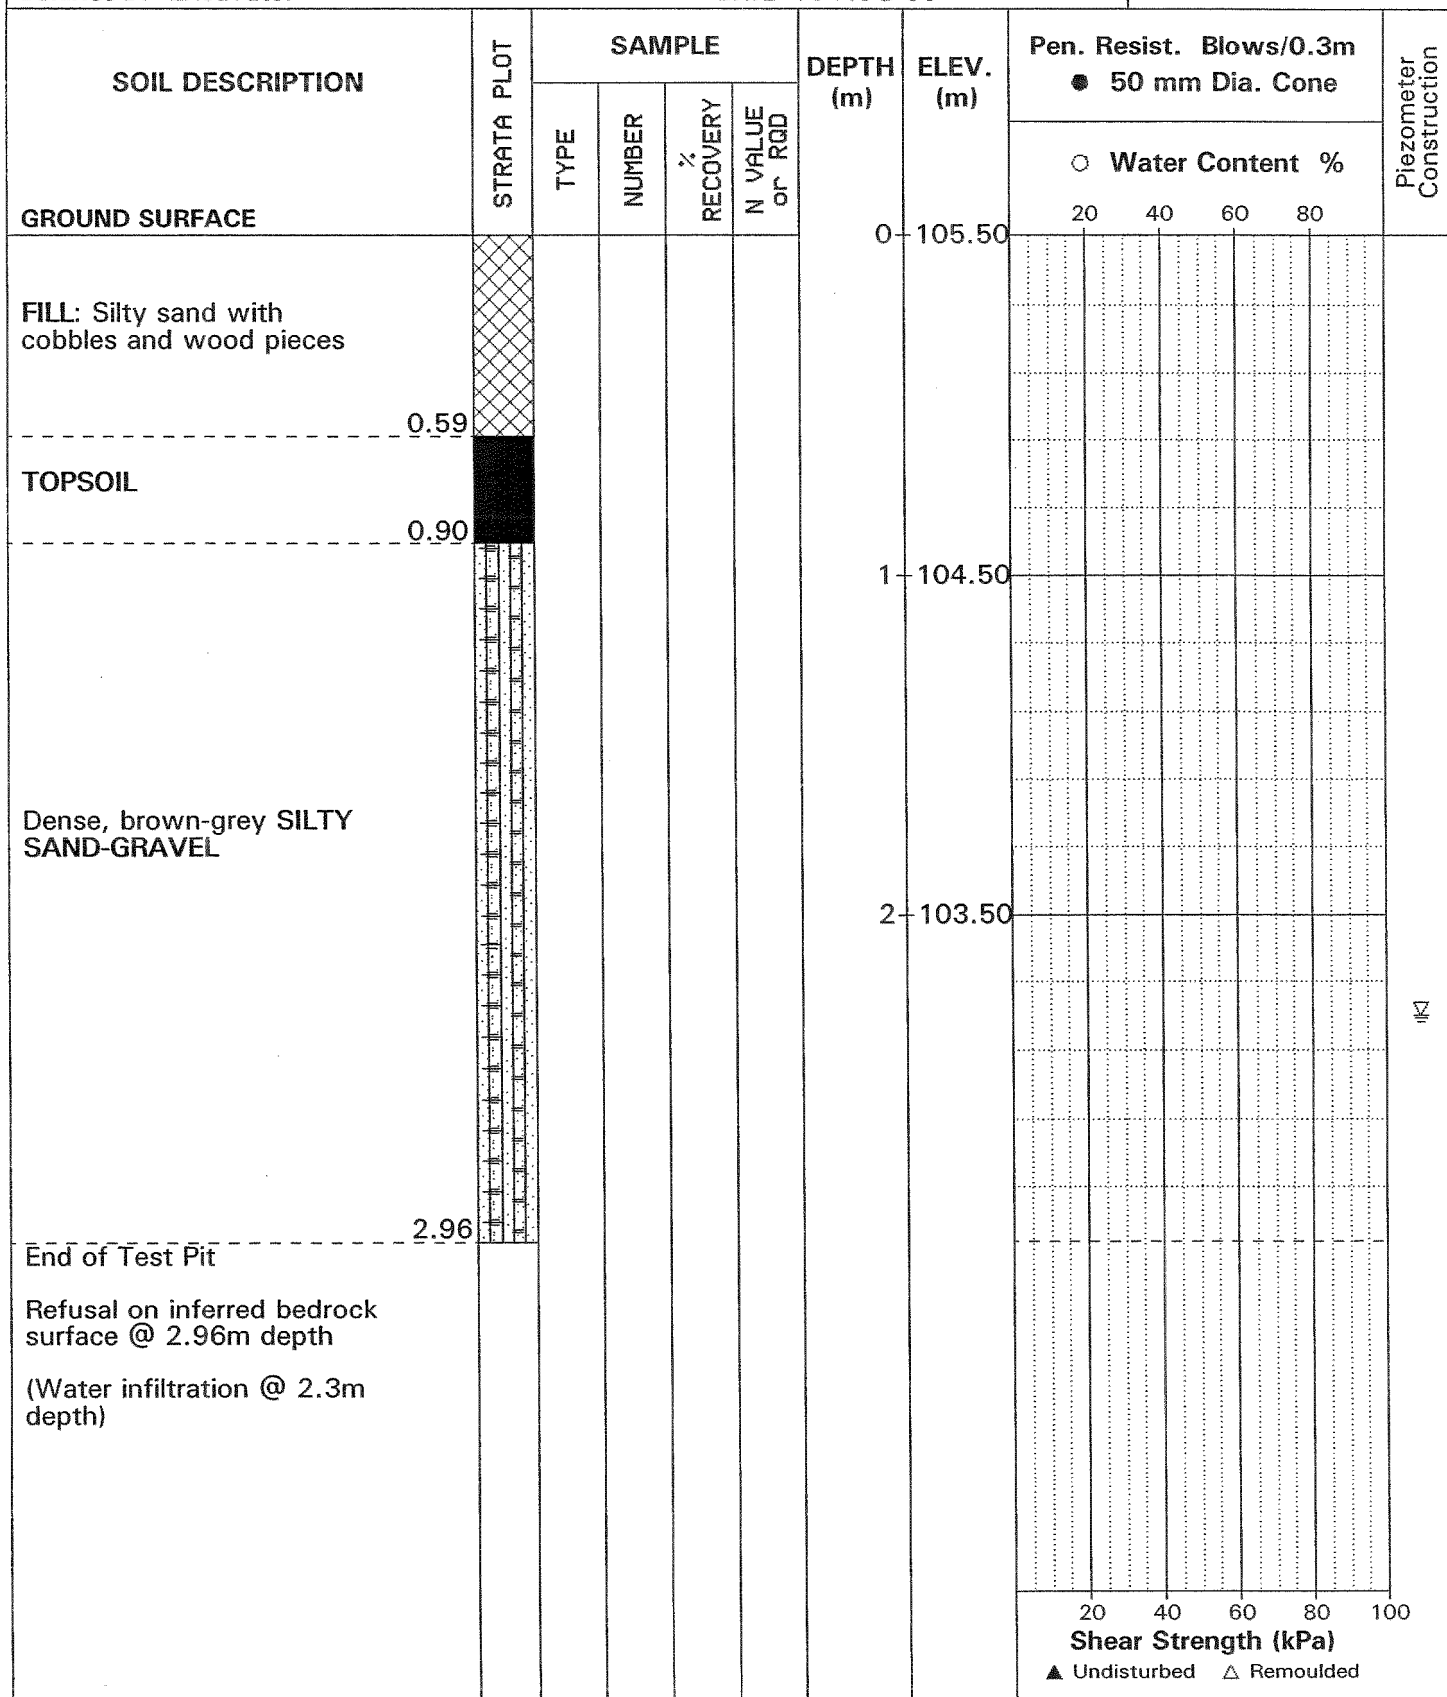 SOIL DESCRIPTION
GROUND SURFACE
STRATA PLOT
SAMPLE
TYPE
NUMBER
%
RECOVERY
N VALUE
or RQD
DEPTH
(m)
ELEV.
(m)
Pen. Resist. Blows/0.3m
● 50 mm Dia. Cone
○ Water Content %
20 40 60 80
Piezometer
Construction
0 105.50
FILL: Silty sand with
cobbles and wood pieces
0.59
TOPSOIL
0.90
1 104.50
Dense, brown-grey SILTY
SAND-GRAVEL
2 103.50
2.96
End of Test Pit
Refusal on inferred bedrock
surface @ 2.96m depth
(Water infiltration @ 2.3m
depth)
20 40 60 80 100
Shear Strength (kPa)
▲ Undisturbed △ Remoulded